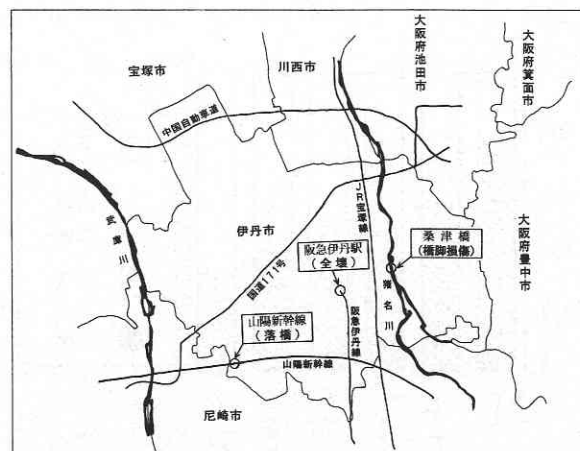 宝塚市
川西市
大阪府池田市
大阪府箕面市
中国自動車道
武庫川
伊丹市
JR宝塚線
大阪府豊中市
阪急伊丹駅
(全壊)
桑津橋
(橋脚損傷)
国道171号
猪名川
山陽新幹線
(落橋)
阪急伊丹線
山陽新幹線
尼崎市